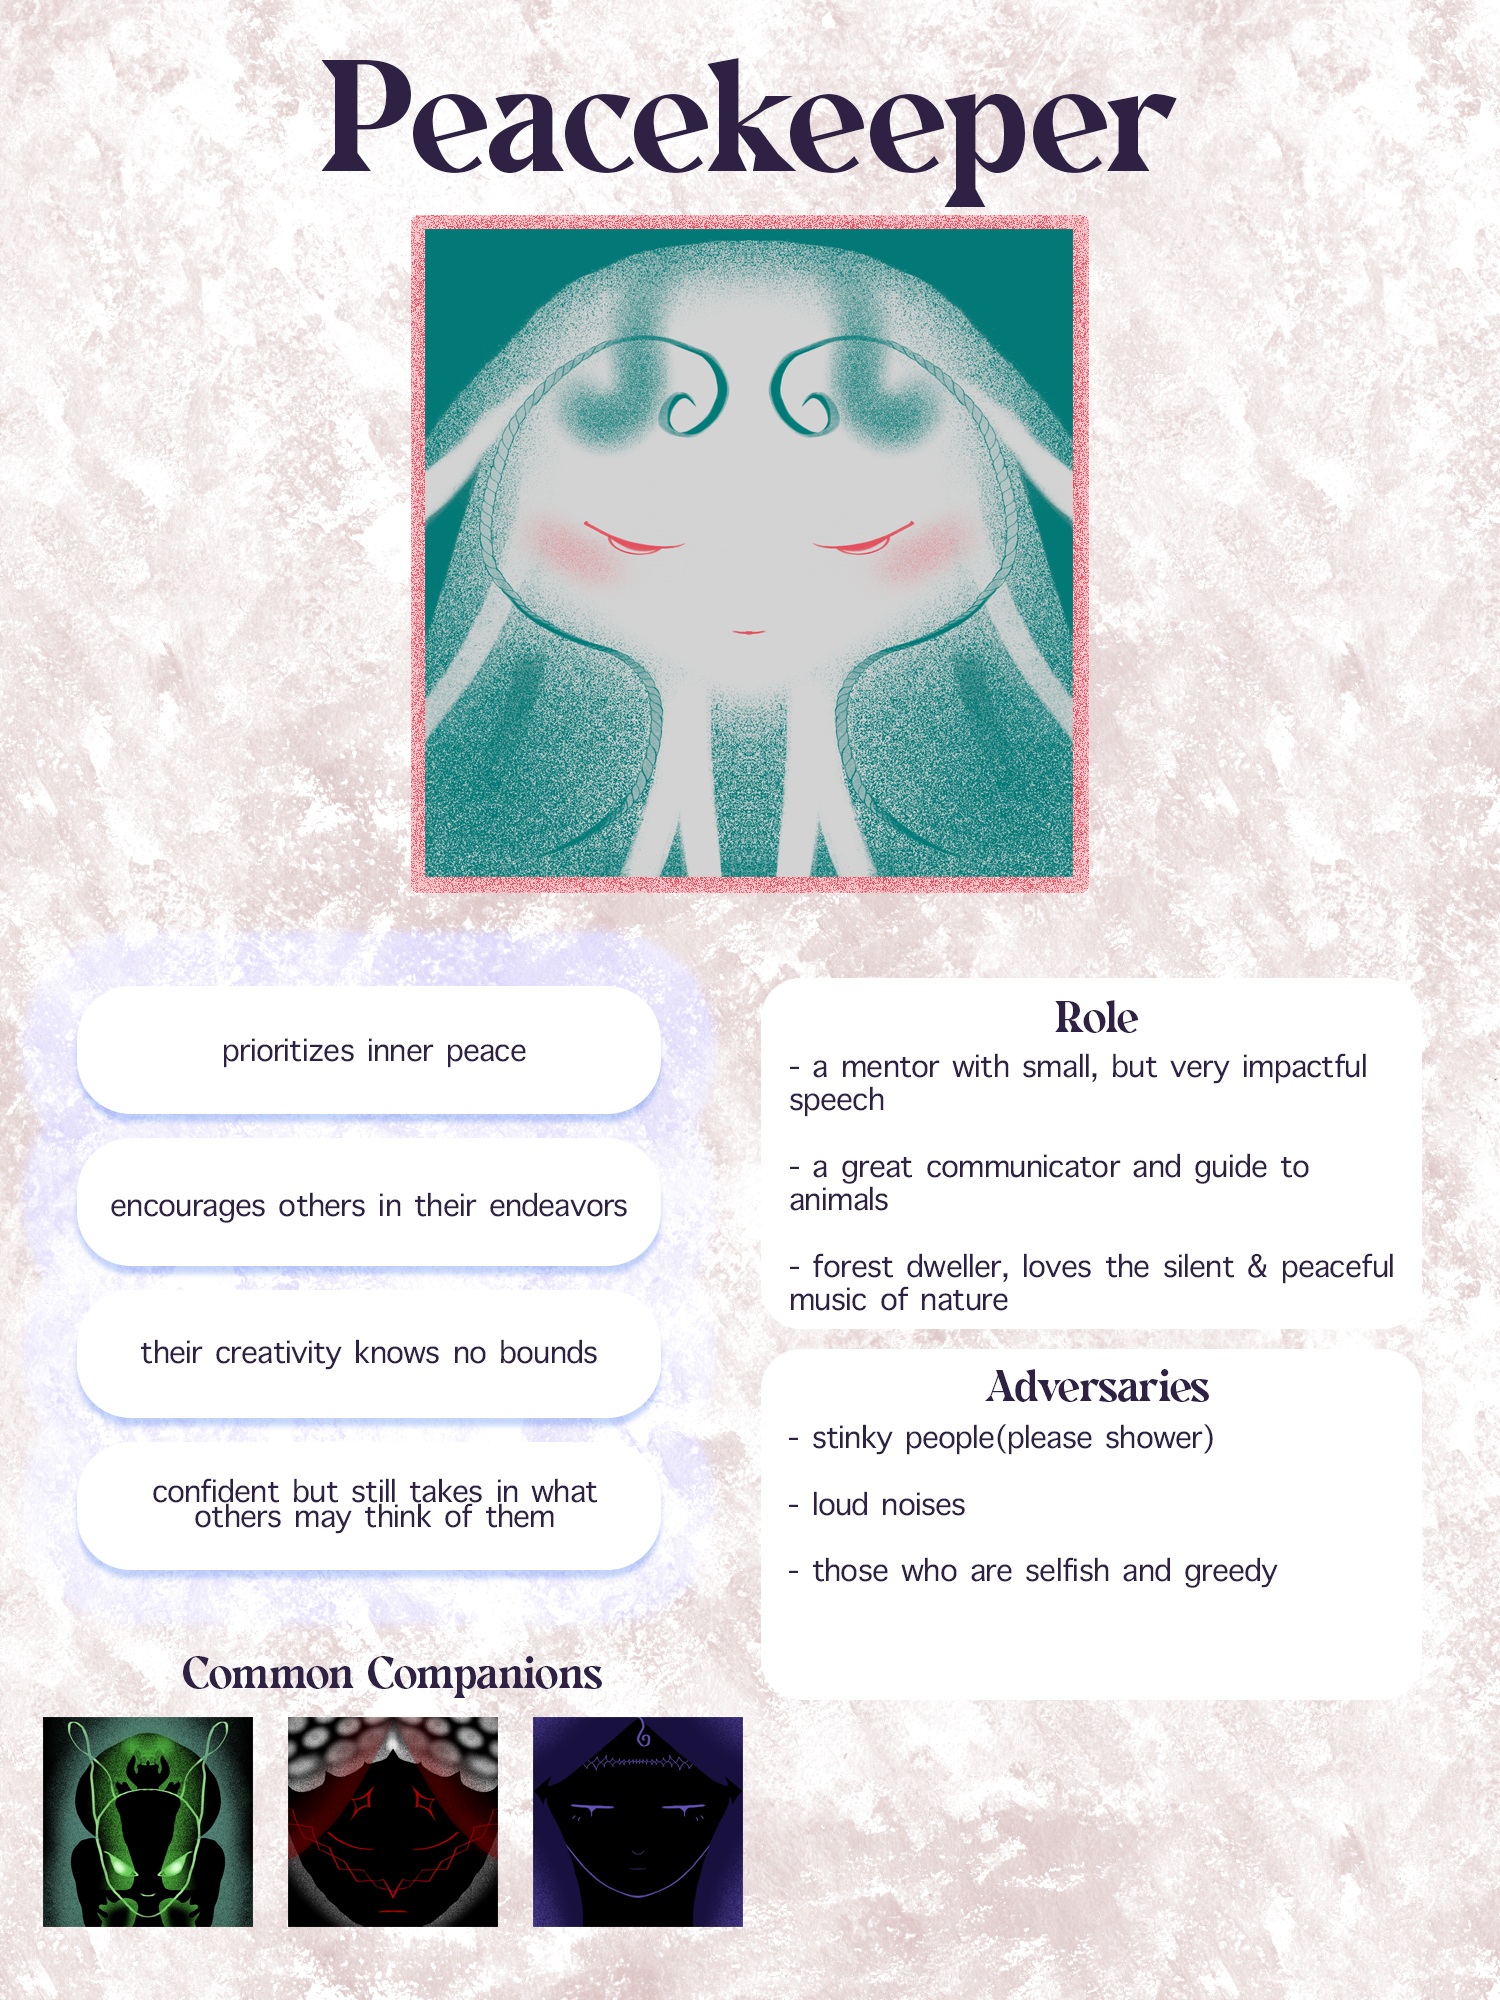 Peacekeeper
prioritizes inner peace
encourages others in their endeavors
their creativity knows no bounds
confident but still takes in what
others may think of them
Role
- a mentor with small, but very impactful
speech
- a great communicator and guide to
animals
- forest dweller, loves the silent & peaceful
music of nature
Adversaries
- stinky people(please shower)
- loud noises
- those who are selfish and greedy
Common Companions